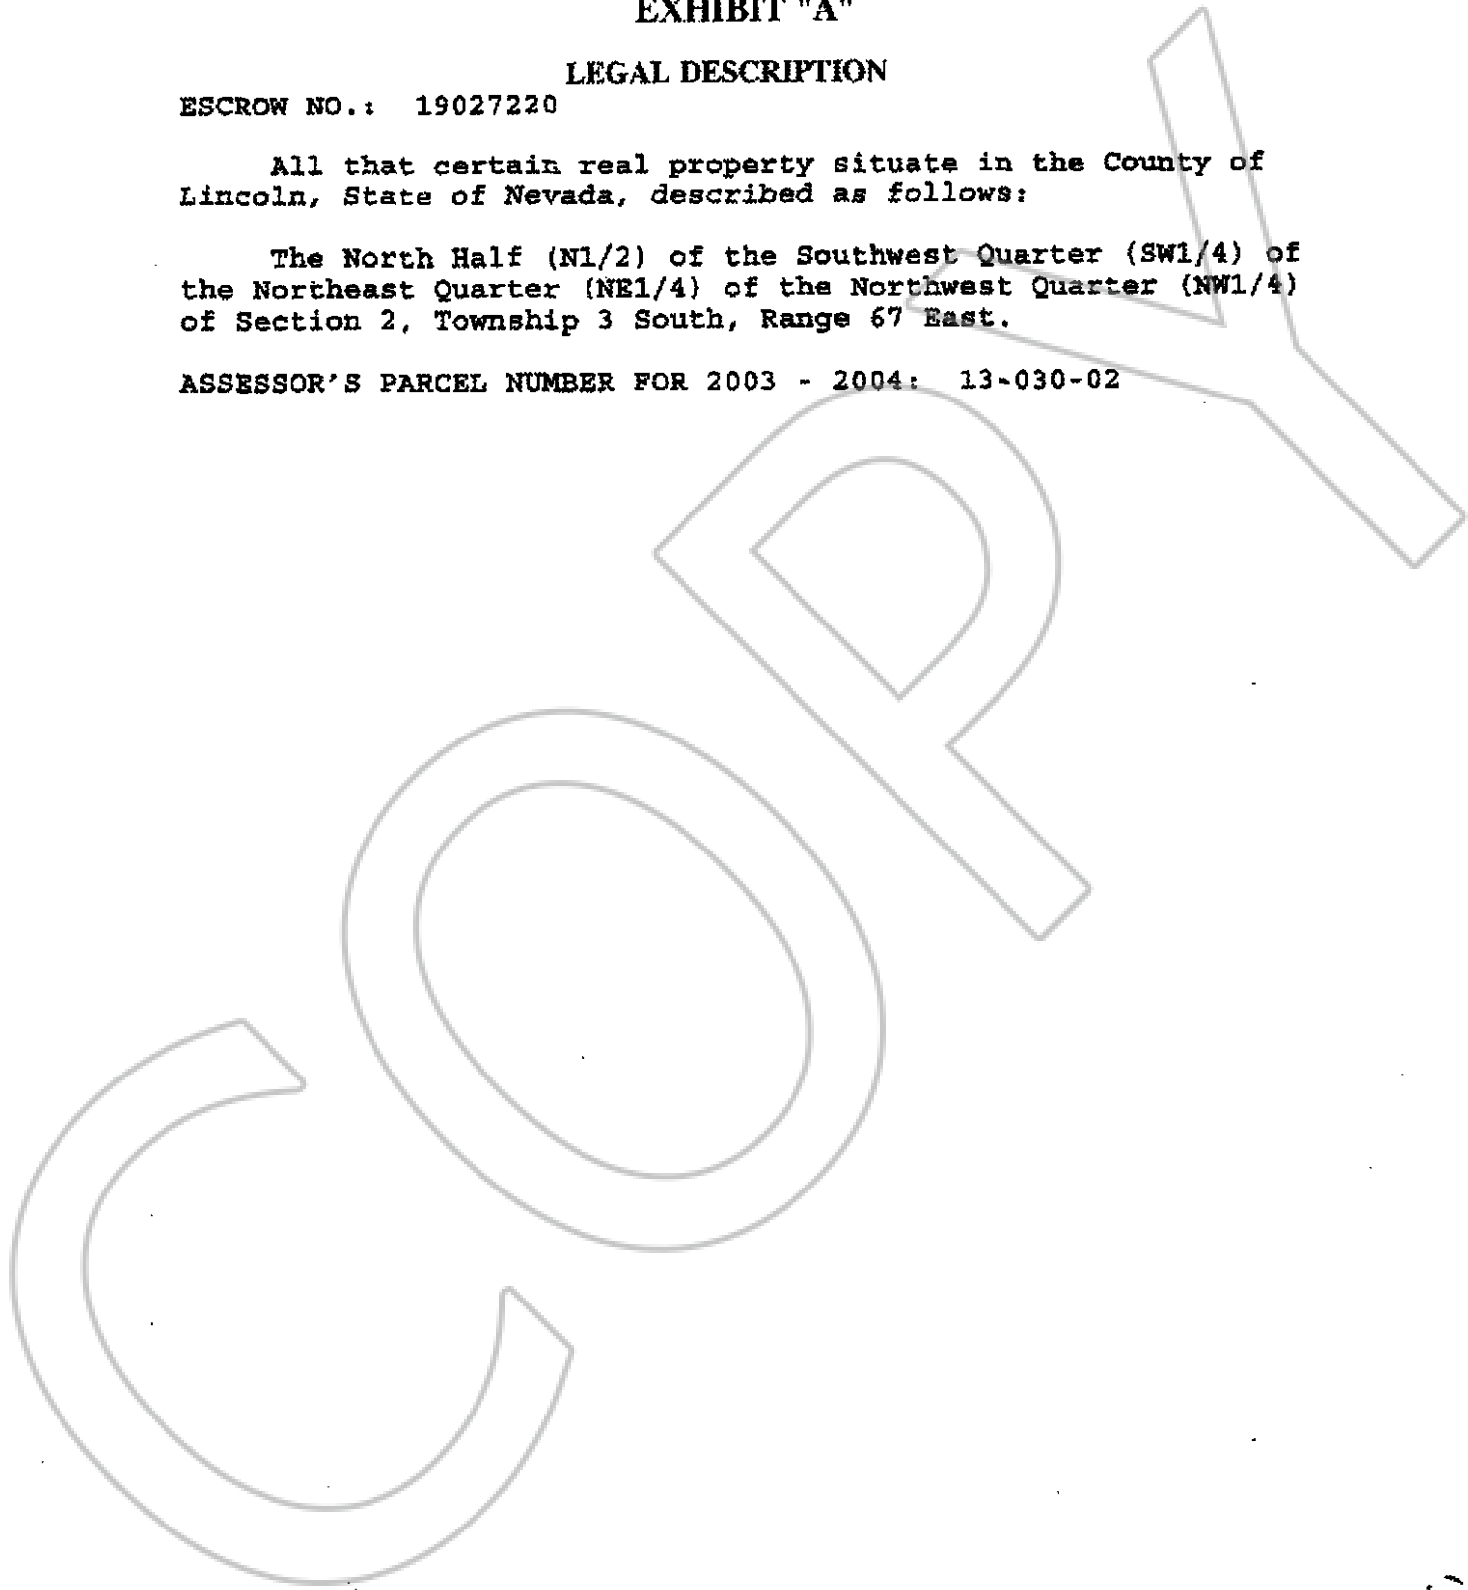 EXHIBIT "A"
LEGAL DESCRIPTION
ESCROW NO.: 19027220
All that certain real property situate in the County of
Lincoln, State of Nevada, described as follows:
The North Half (N1/2) of the Southwest Quarter (SW1/4) of
the Northeast Quarter (NE1/4) of the Northwest Quarter (NW1/4)
of Section 2, Township 3 South, Range 67 East.
ASSESSOR'S PARCEL NUMBER FOR 2003 - 2004: 13-030-02
COPY